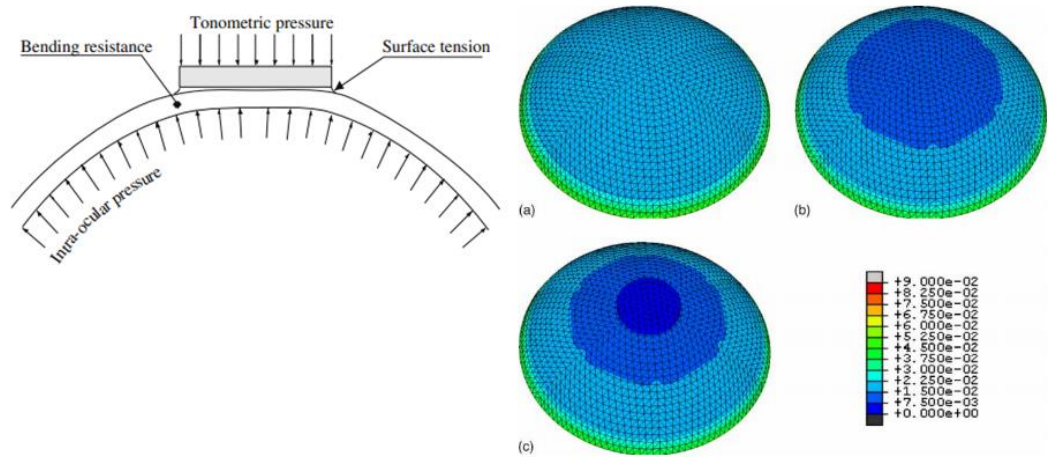 Tonometric pressure
Bending resistance
Surface tension
Intra-ocular pressure
(a)
(b)
(c)
+9.000e-02
+8.250e-02
+7.500e-02
+6.750e-02
+6.000e-02
+5.250e-02
+4.500e-02
+3.750e-02
+3.000e-02
+2.250e-02
+1.500e-02
+7.500e-03
+0.000e+00